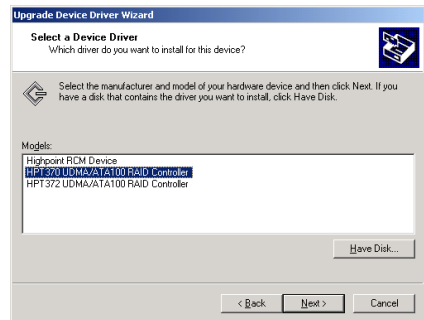 Upgrade Device Driver Wizard
Select a Device Driver
Which driver do you want to install for this device?
Select the manufacturer and model of your hardware device and then click Next. If you
have a disk that contains the driver you want to install, click Have Disk.
Models:
Highpoint RCM Device
HPT370 UDMA/ATA100 RAID Controller
HPT372 UDMA/ATA100 RAID Controller
Have Disk...
< Back
Next >
Cancel